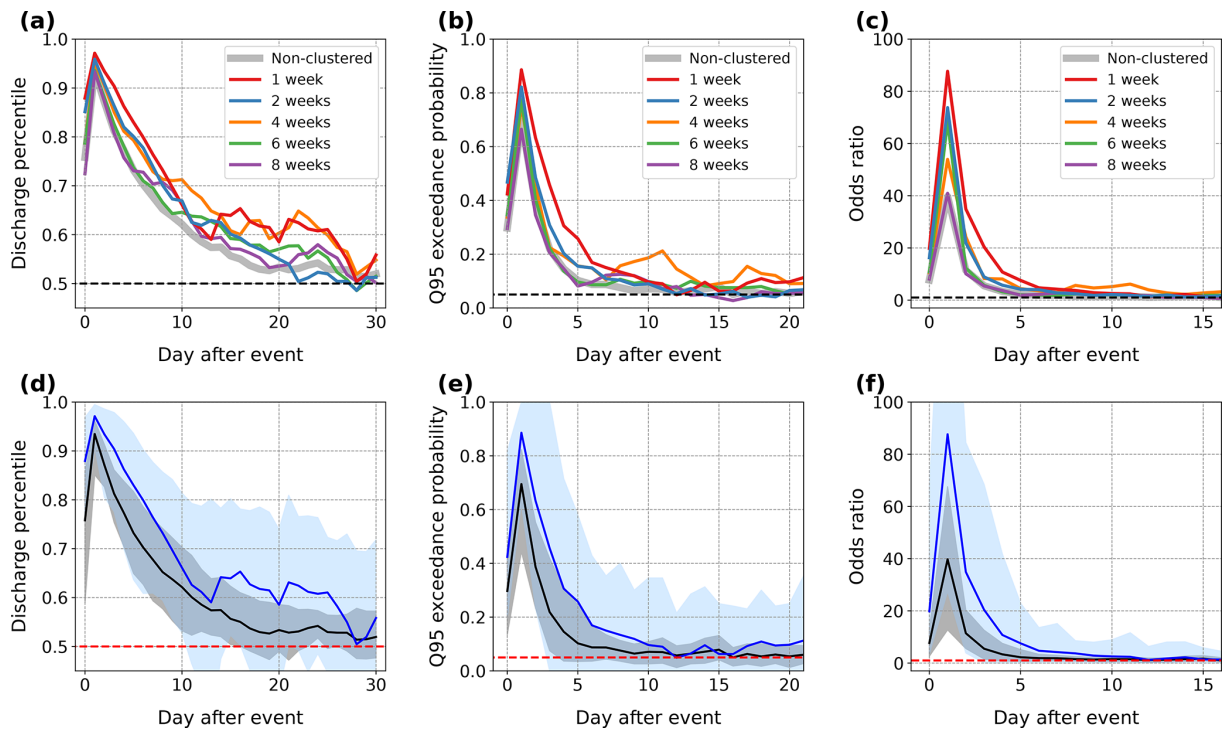 (a)
1.0
0.9
0.8
0.7
0.6
0.5
Discharge percentile
Non-clustered
1 week
2 weeks
4 weeks
6 weeks
8 weeks
0
10
20
30
Day after event
(b)
1.0
0.8
0.6
0.4
0.2
0.0
Q95 exceedance probability
Non-clustered
1 week
2 weeks
4 weeks
6 weeks
8 weeks
0
5
10
15
20
Day after event
(c)
100
80
60
40
20
0
Odds ratio
Non-clustered
1 week
2 weeks
4 weeks
6 weeks
8 weeks
0
5
10
15
Day after event
(d)
1.0
0.9
0.8
0.7
0.6
0.5
Discharge percentile
0
10
20
30
Day after event
(e)
1.0
0.8
0.6
0.4
0.2
0.0
Q95 exceedance probability
0
5
10
15
20
Day after event
(f)
100
80
60
40
20
0
Odds ratio
0
5
10
15
Day after event